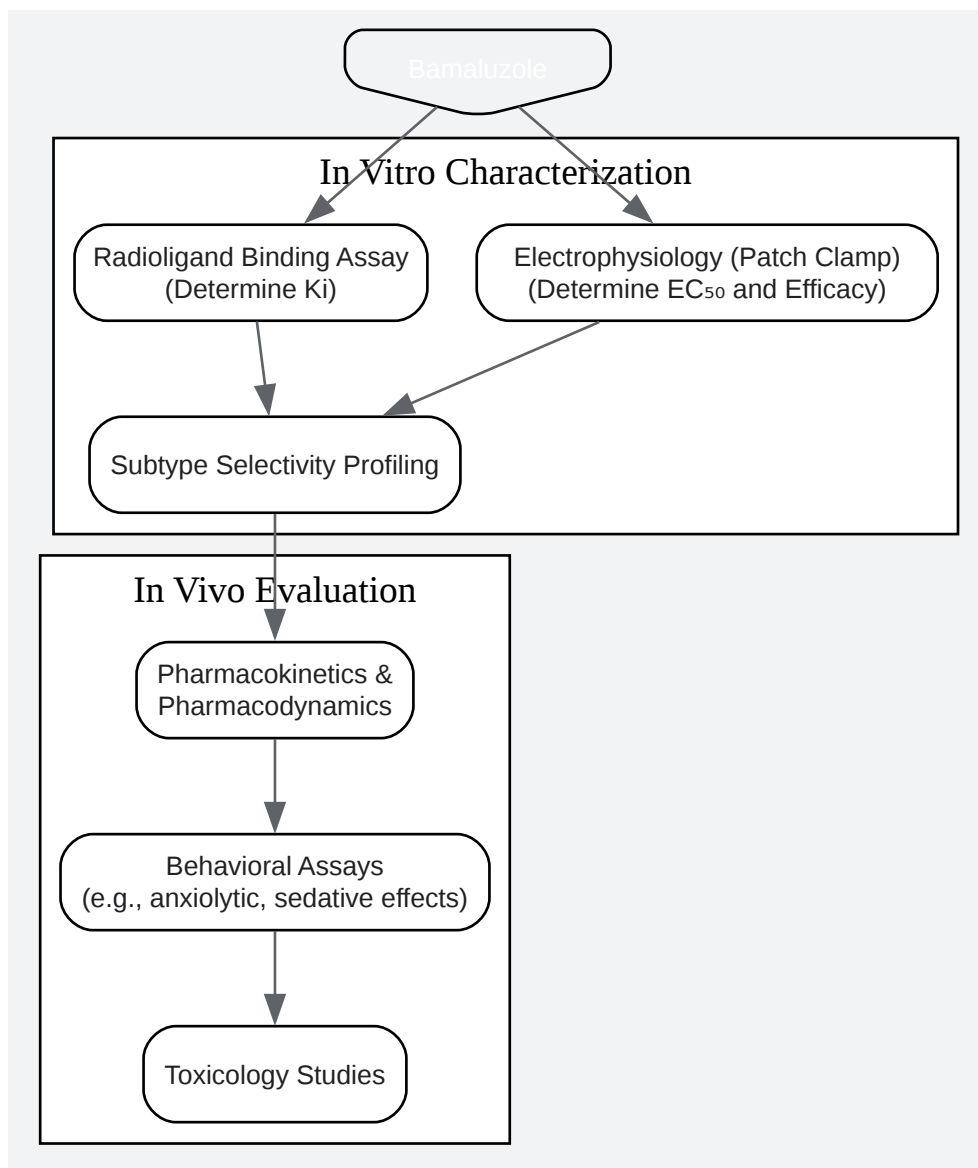 Bamaluzole
In Vitro Characterization
Radioligand Binding Assay
(Determine Ki)
Electrophysiology (Patch Clamp)
(Determine EC₅₀ and Efficacy)
Subtype Selectivity Profiling
In Vivo Evaluation
Pharmacokinetics &
Pharmacodynamics
Behavioral Assays
(e.g., anxiolytic, sedative effects)
Toxicology Studies